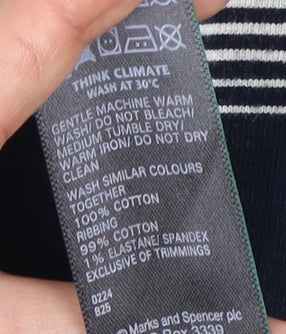 THINK CLIMATE
WASH AT 30°C
GENTLE MACHINE WARM
WASH/ DO NOT BLEACH/
MEDIUM TUMBLE DRY/
WARM IRON/ DO NOT DRY
CLEAN
WASH SIMILAR COLOURS
TOGETHER
100% COTTON
RIBBING
99% COTTON
1% ELASTANE/ SPANDEX
EXCLUSIVE OF TRIMMINGS
0224
825
© Marks and Spencer plc
Box 3339